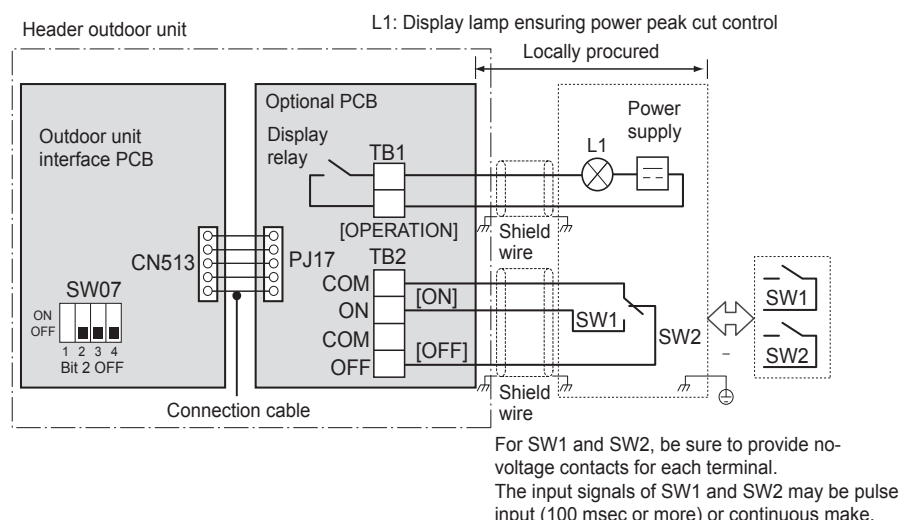 Header outdoor unit
L1: Display lamp ensuring power peak cut control
Locally procured
Outdoor unit
interface PCB
Optional PCB
Display
relay
TB1
L1
Power
supply
[OPERATION]
Shield
wire
CN513
PJ17
TB2
SW07
ON
OFF
1 2 3 4
Bit 2 OFF
COM
ON
COM
OFF
[ON]
[OFF]
SW1
SW2
SW1
SW2
Connection cable
Shield
wire
For SW1 and SW2, be sure to provide no-
voltage contacts for each terminal.
The input signals of SW1 and SW2 may be pulse
input (100 msec or more) or continuous make.